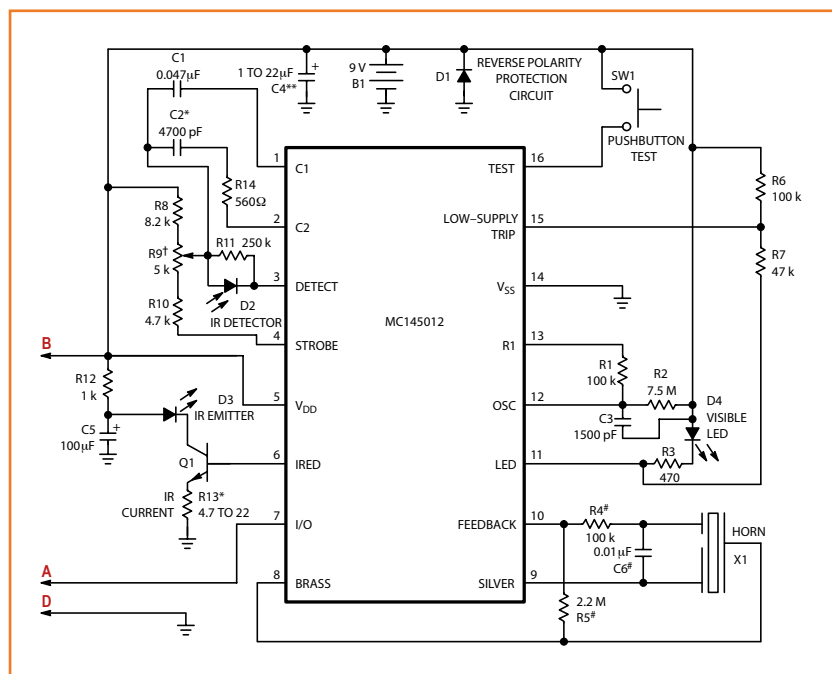 C1
0.047µF
1 TO 22µF
C4**
+
9 V
B1
D1
REVERSE POLARITY
PROTECTION
CIRCUIT
SW1
PUSHBUTTON
TEST
C2*
4700 pF
R14
560Ω
R8
8.2 k
R9†
5 k
R10
4.7 k
R11 250 k
D2
IR DETECTOR
B
R12
1 k
C5
100µF
+
D3
IR EMITTER
Q1
IR
CURRENT
R13*
4.7 TO 22
A
D
MC145012
1
C1
2
C2
3
DETECT
4
STROBE
5
VDD
6
IRED
7
I/O
8
BRASS
16
TEST
15
LOW–SUPPLY
TRIP
14
VSS
13
R1
12
OSC
11
LED
10
FEEDBACK
9
SILVER
R6
100 k
R7
47 k
R1
100 k
R2
7.5 M
C3
1500 pF
D4
VISIBLE
LED
R3
470
R4#
100 k
0.01µF
C6#
HORN
X1
2.2 M
R5#